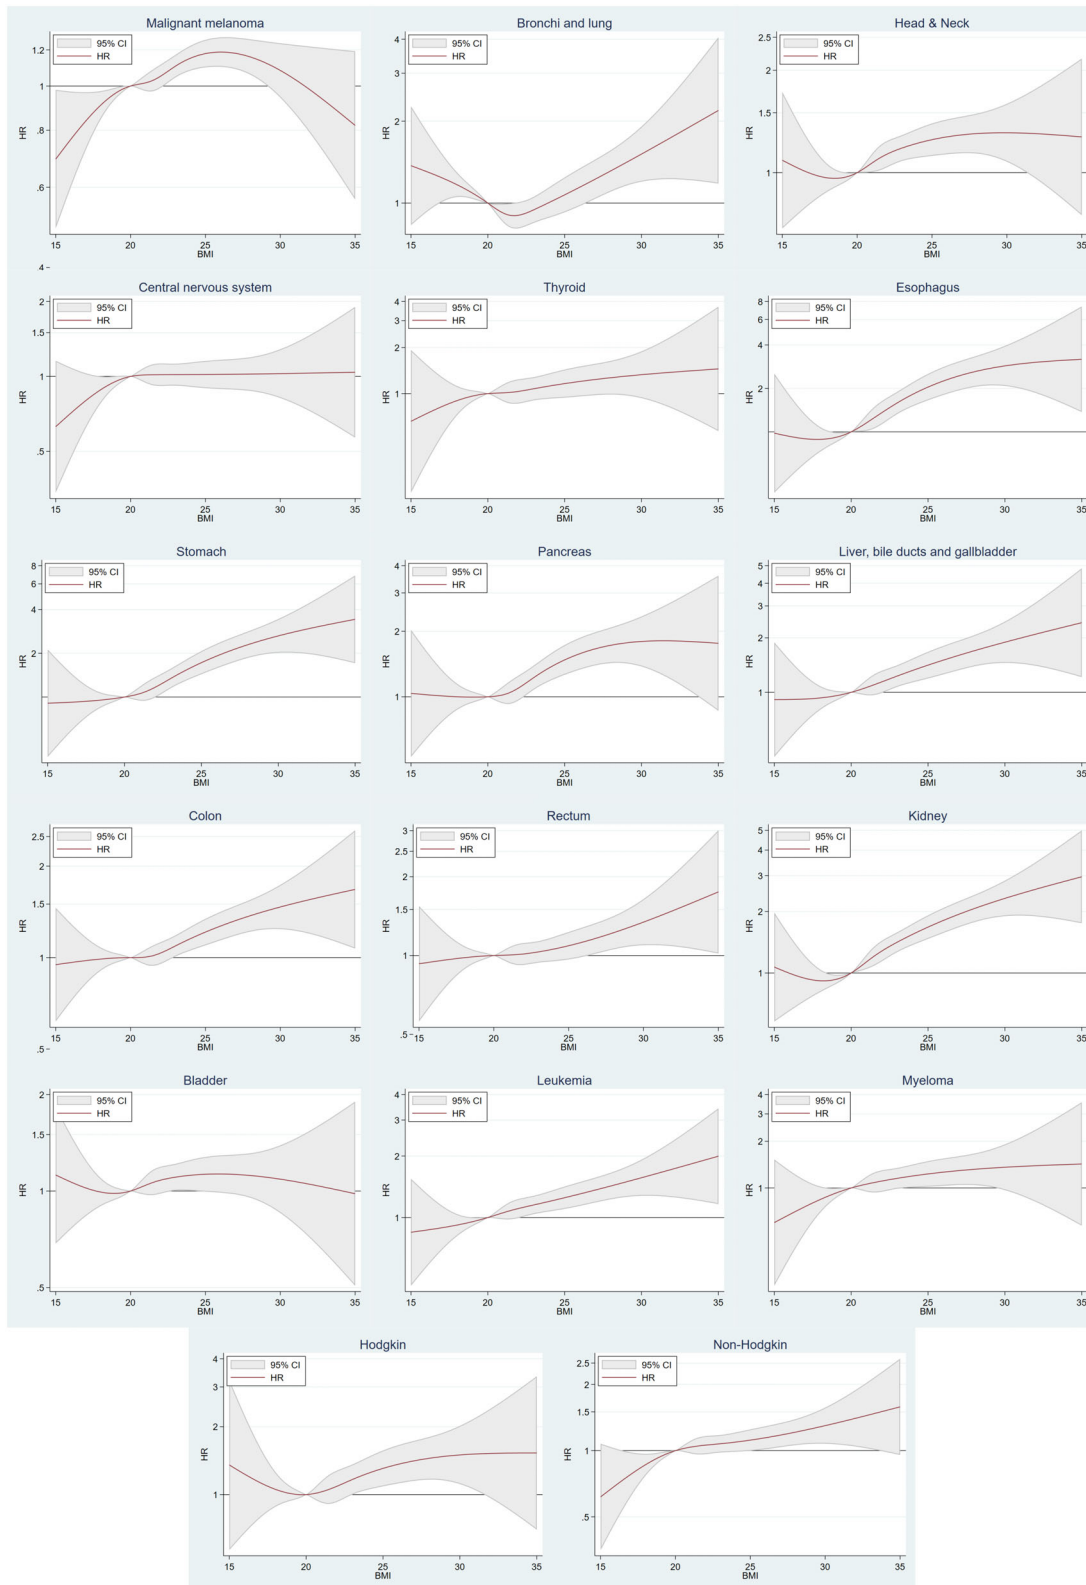 Malignant melanoma
95% CI
HR
1.2
1
.8
.6
HR
15 20 25 30 35
BMI
Bronchi and lung
95% CI
HR
4
3
2
1
HR
15 20 25 30 35
BMI
Head & Neck
95% CI
HR
2.5
2
1.5
1
HR
15 20 25 30 35
BMI
4
Central nervous system
95% CI
HR
2
1.5
1
.5
HR
15 20 25 30 35
BMI
Thyroid
95% CI
HR
4
3
2
1
HR
15 20 25 30 35
BMI
Esophagus
95% CI
HR
8
6
4
2
HR
15 20 25 30 35
BMI
Stomach
95% CI
HR
8
6
4
2
HR
15 20 25 30 35
BMI
Pancreas
95% CI
HR
4
3
2
1
HR
15 20 25 30 35
BMI
Liver, bile ducts and gallbladder
95% CI
HR
5
4
3
2
1
HR
15 20 25 30 35
BMI
Colon
95% CI
HR
2.5
2
1.5
1
HR
15 20 25 30 35
BMI
.5
Rectum
95% CI
HR
3
2.5
2
1.5
1
.5
HR
15 20 25 30 35
BMI
Kidney
95% CI
HR
5
4
3
2
1
HR
15 20 25 30 35
BMI
Bladder
95% CI
HR
2
1.5
1
.5
HR
15 20 25 30 35
BMI
Leukemia
95% CI
HR
4
3
2
1
HR
15 20 25 30 35
BMI
Myeloma
95% CI
HR
4
3
2
1
HR
15 20 25 30 35
BMI
Hodgkin
95% CI
HR
4
3
2
1
HR
15 20 25 30 35
BMI
Non-Hodgkin
95% CI
HR
2.5
2
1.5
1
.5
HR
15 20 25 30 35
BMI